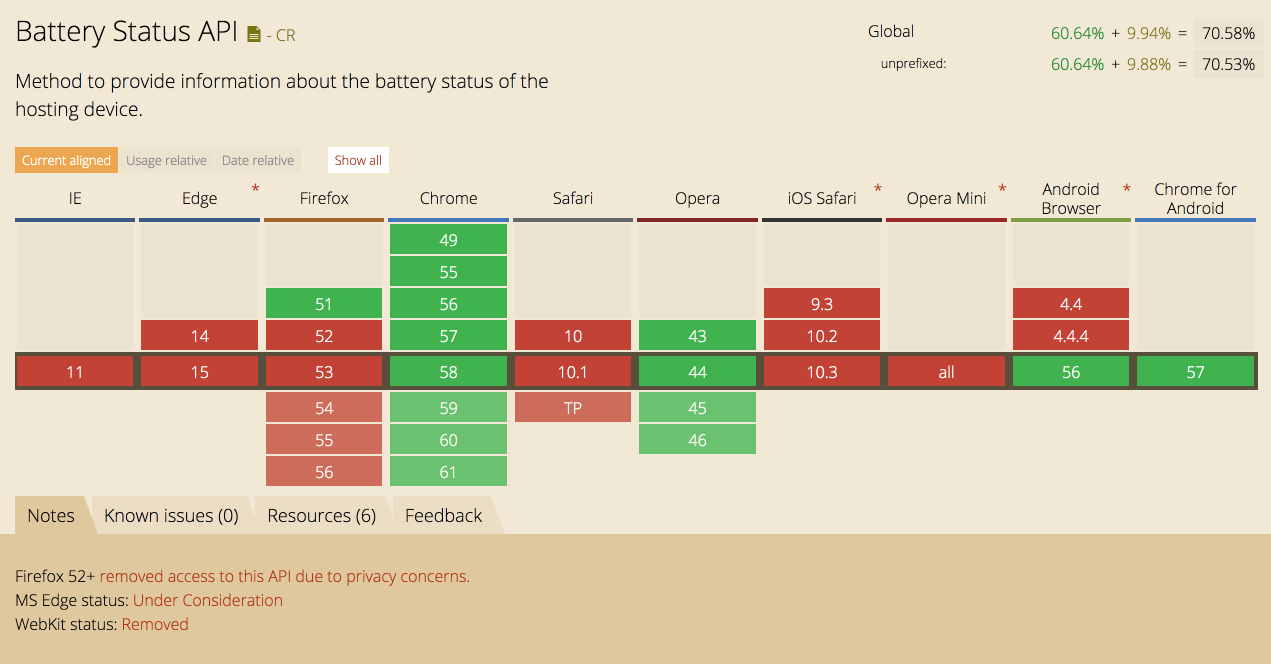 Battery Status API - CR
Global 60.64% + 9.94% = 70.58%
unprefixed: 60.64% + 9.88% = 70.53%
Method to provide information about the battery status of the
hosting device.
Current aligned Usage relative Date relative Show all
IE Edge * Firefox Chrome Safari Opera iOS Safari * Opera Mini * Android Browser * Chrome for Android
49
55
51 56 9.3 4.4
14 52 57 10 43 10.2 4.4.4
11 15 53 58 10.1 44 10.3 all 56 57
54 59 TP 45
55 60 46
56 61
Notes Known issues (0) Resources (6) Feedback
Firefox 52+ removed access to this API due to privacy concerns.
MS Edge status: Under Consideration
WebKit status: Removed